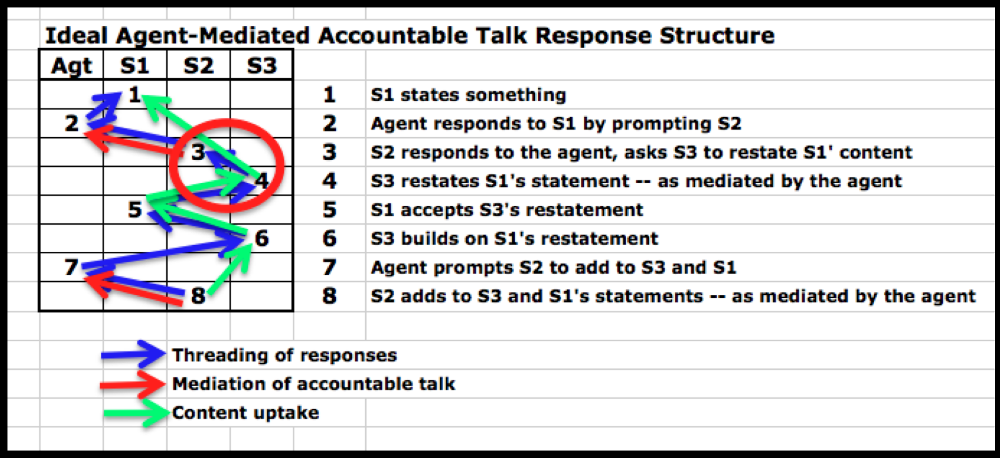 Ideal Agent-Mediated Accountable Talk Response Structure
Agt S1 S2 S3
1 1 S1 states something
2 2 Agent responds to S1 by prompting S2
3 3 S2 responds to the agent, asks S3 to restate S1' content
4 4 S3 restates S1's statement -- as mediated by the agent
5 5 S1 accepts S3's restatement
6 6 S3 builds on S1's restatement
7 7 Agent prompts S2 to add to S3 and S1
8 8 S2 adds to S3 and S1's statements -- as mediated by the agent
Threading of responses
Mediation of accountable talk
Content uptake